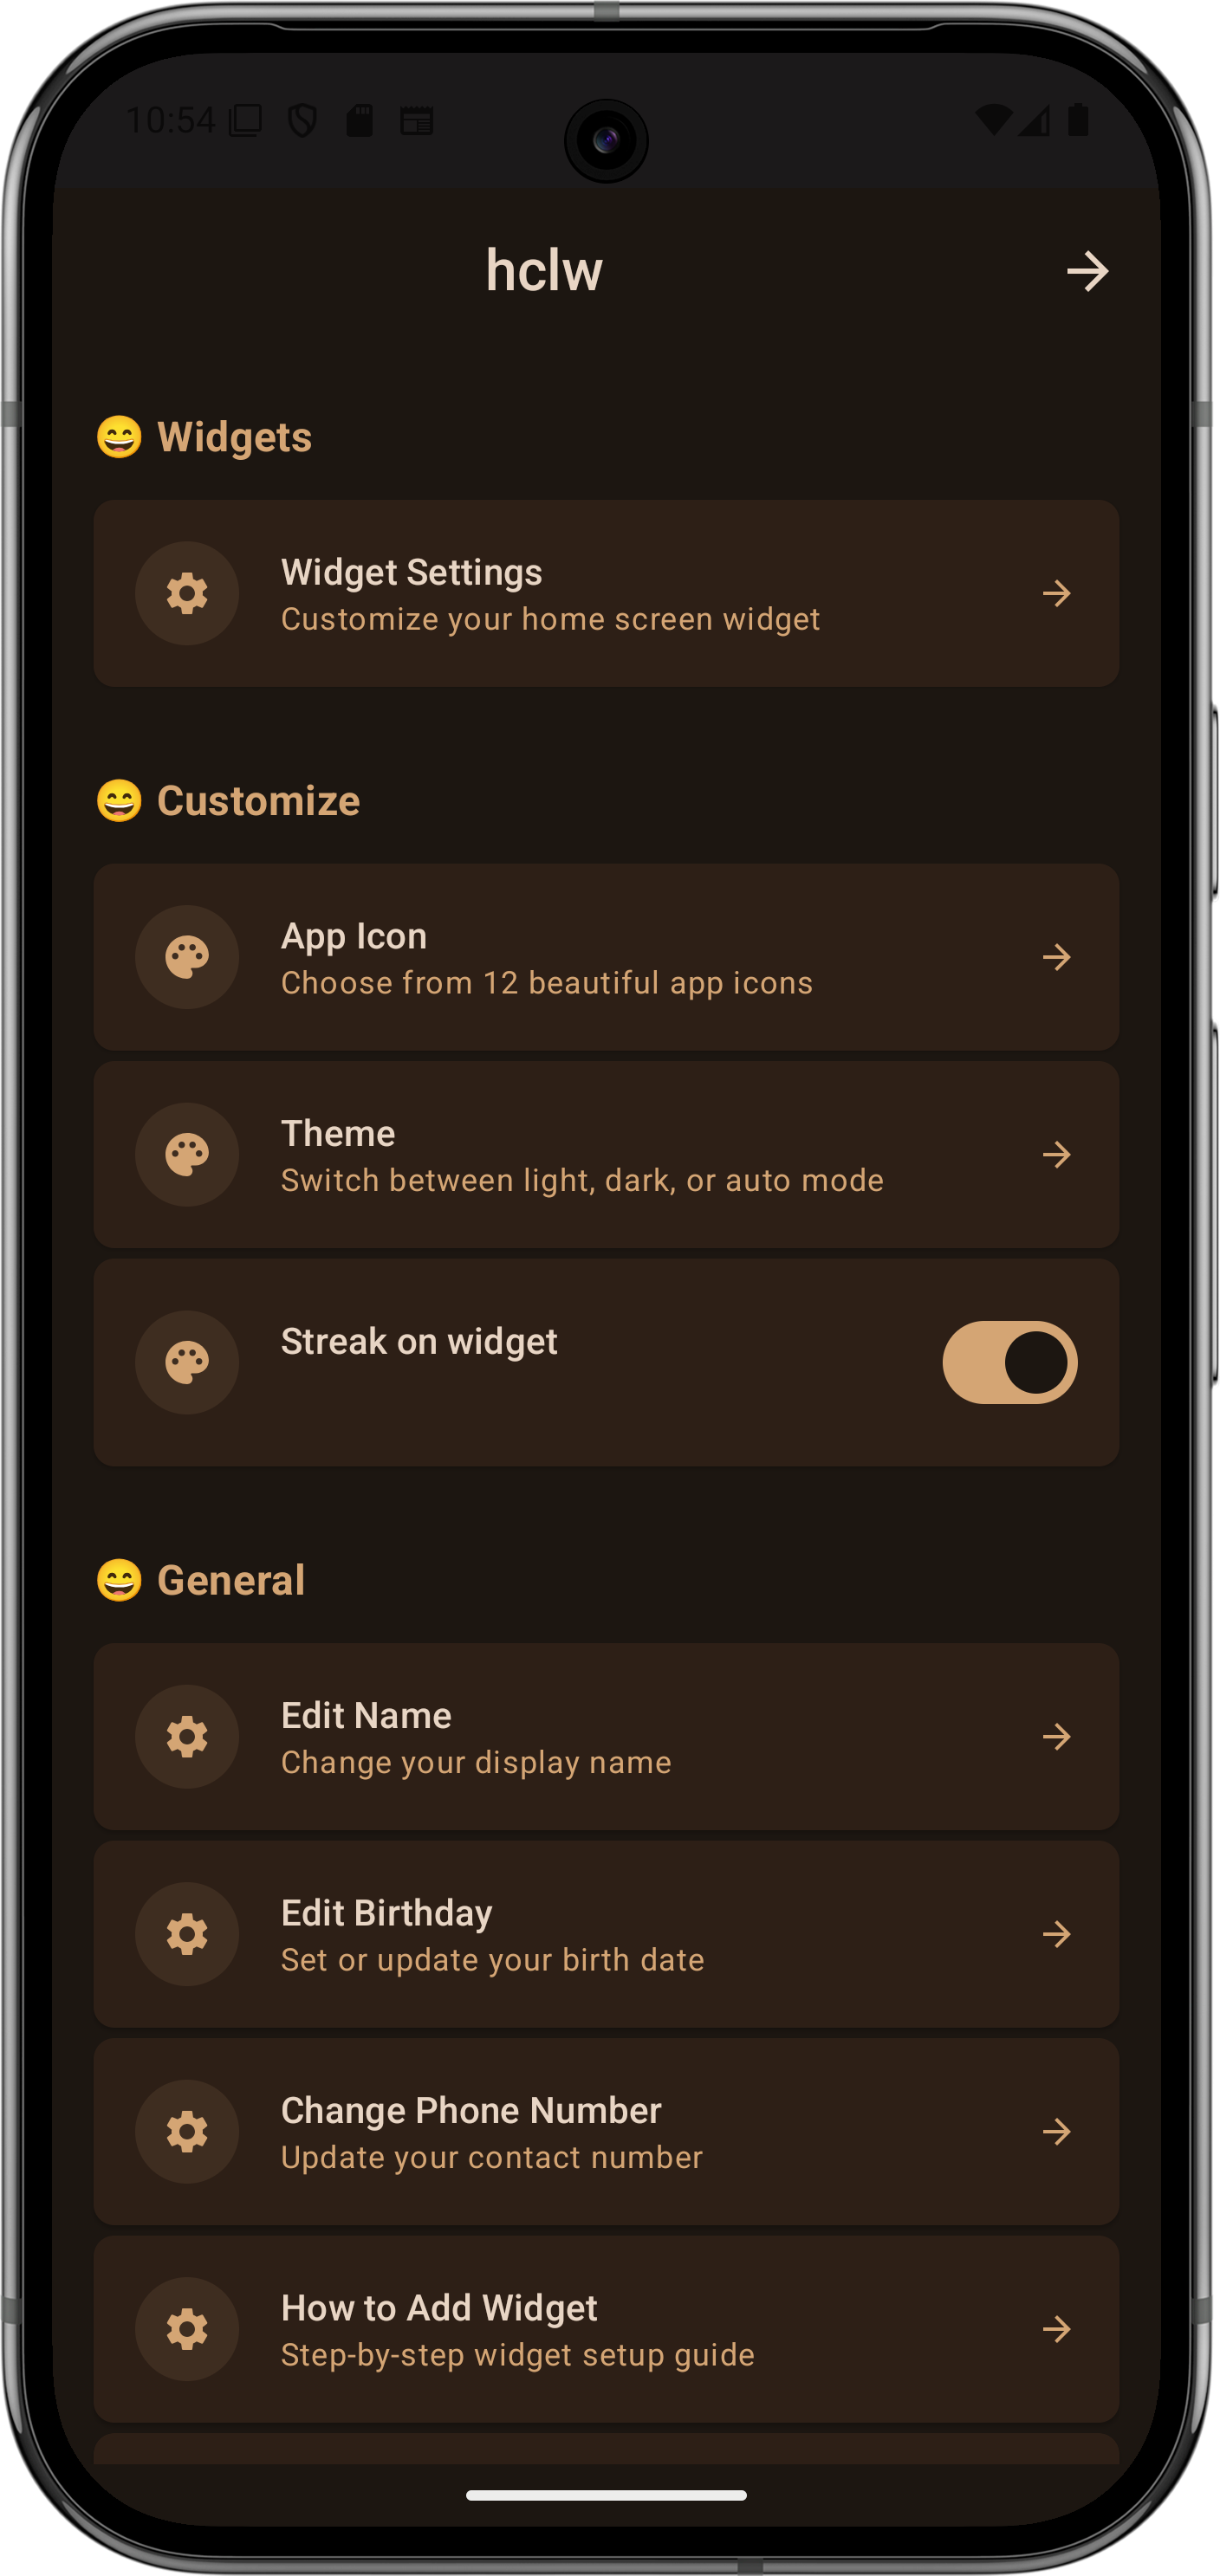 10:54
hclw
😄 Widgets
Widget Settings
Customize your home screen widget
😄 Customize
App Icon
Choose from 12 beautiful app icons
Theme
Switch between light, dark, or auto mode
Streak on widget
😄 General
Edit Name
Change your display name
Edit Birthday
Set or update your birth date
Change Phone Number
Update your contact number
How to Add Widget
Step-by-step widget setup guide